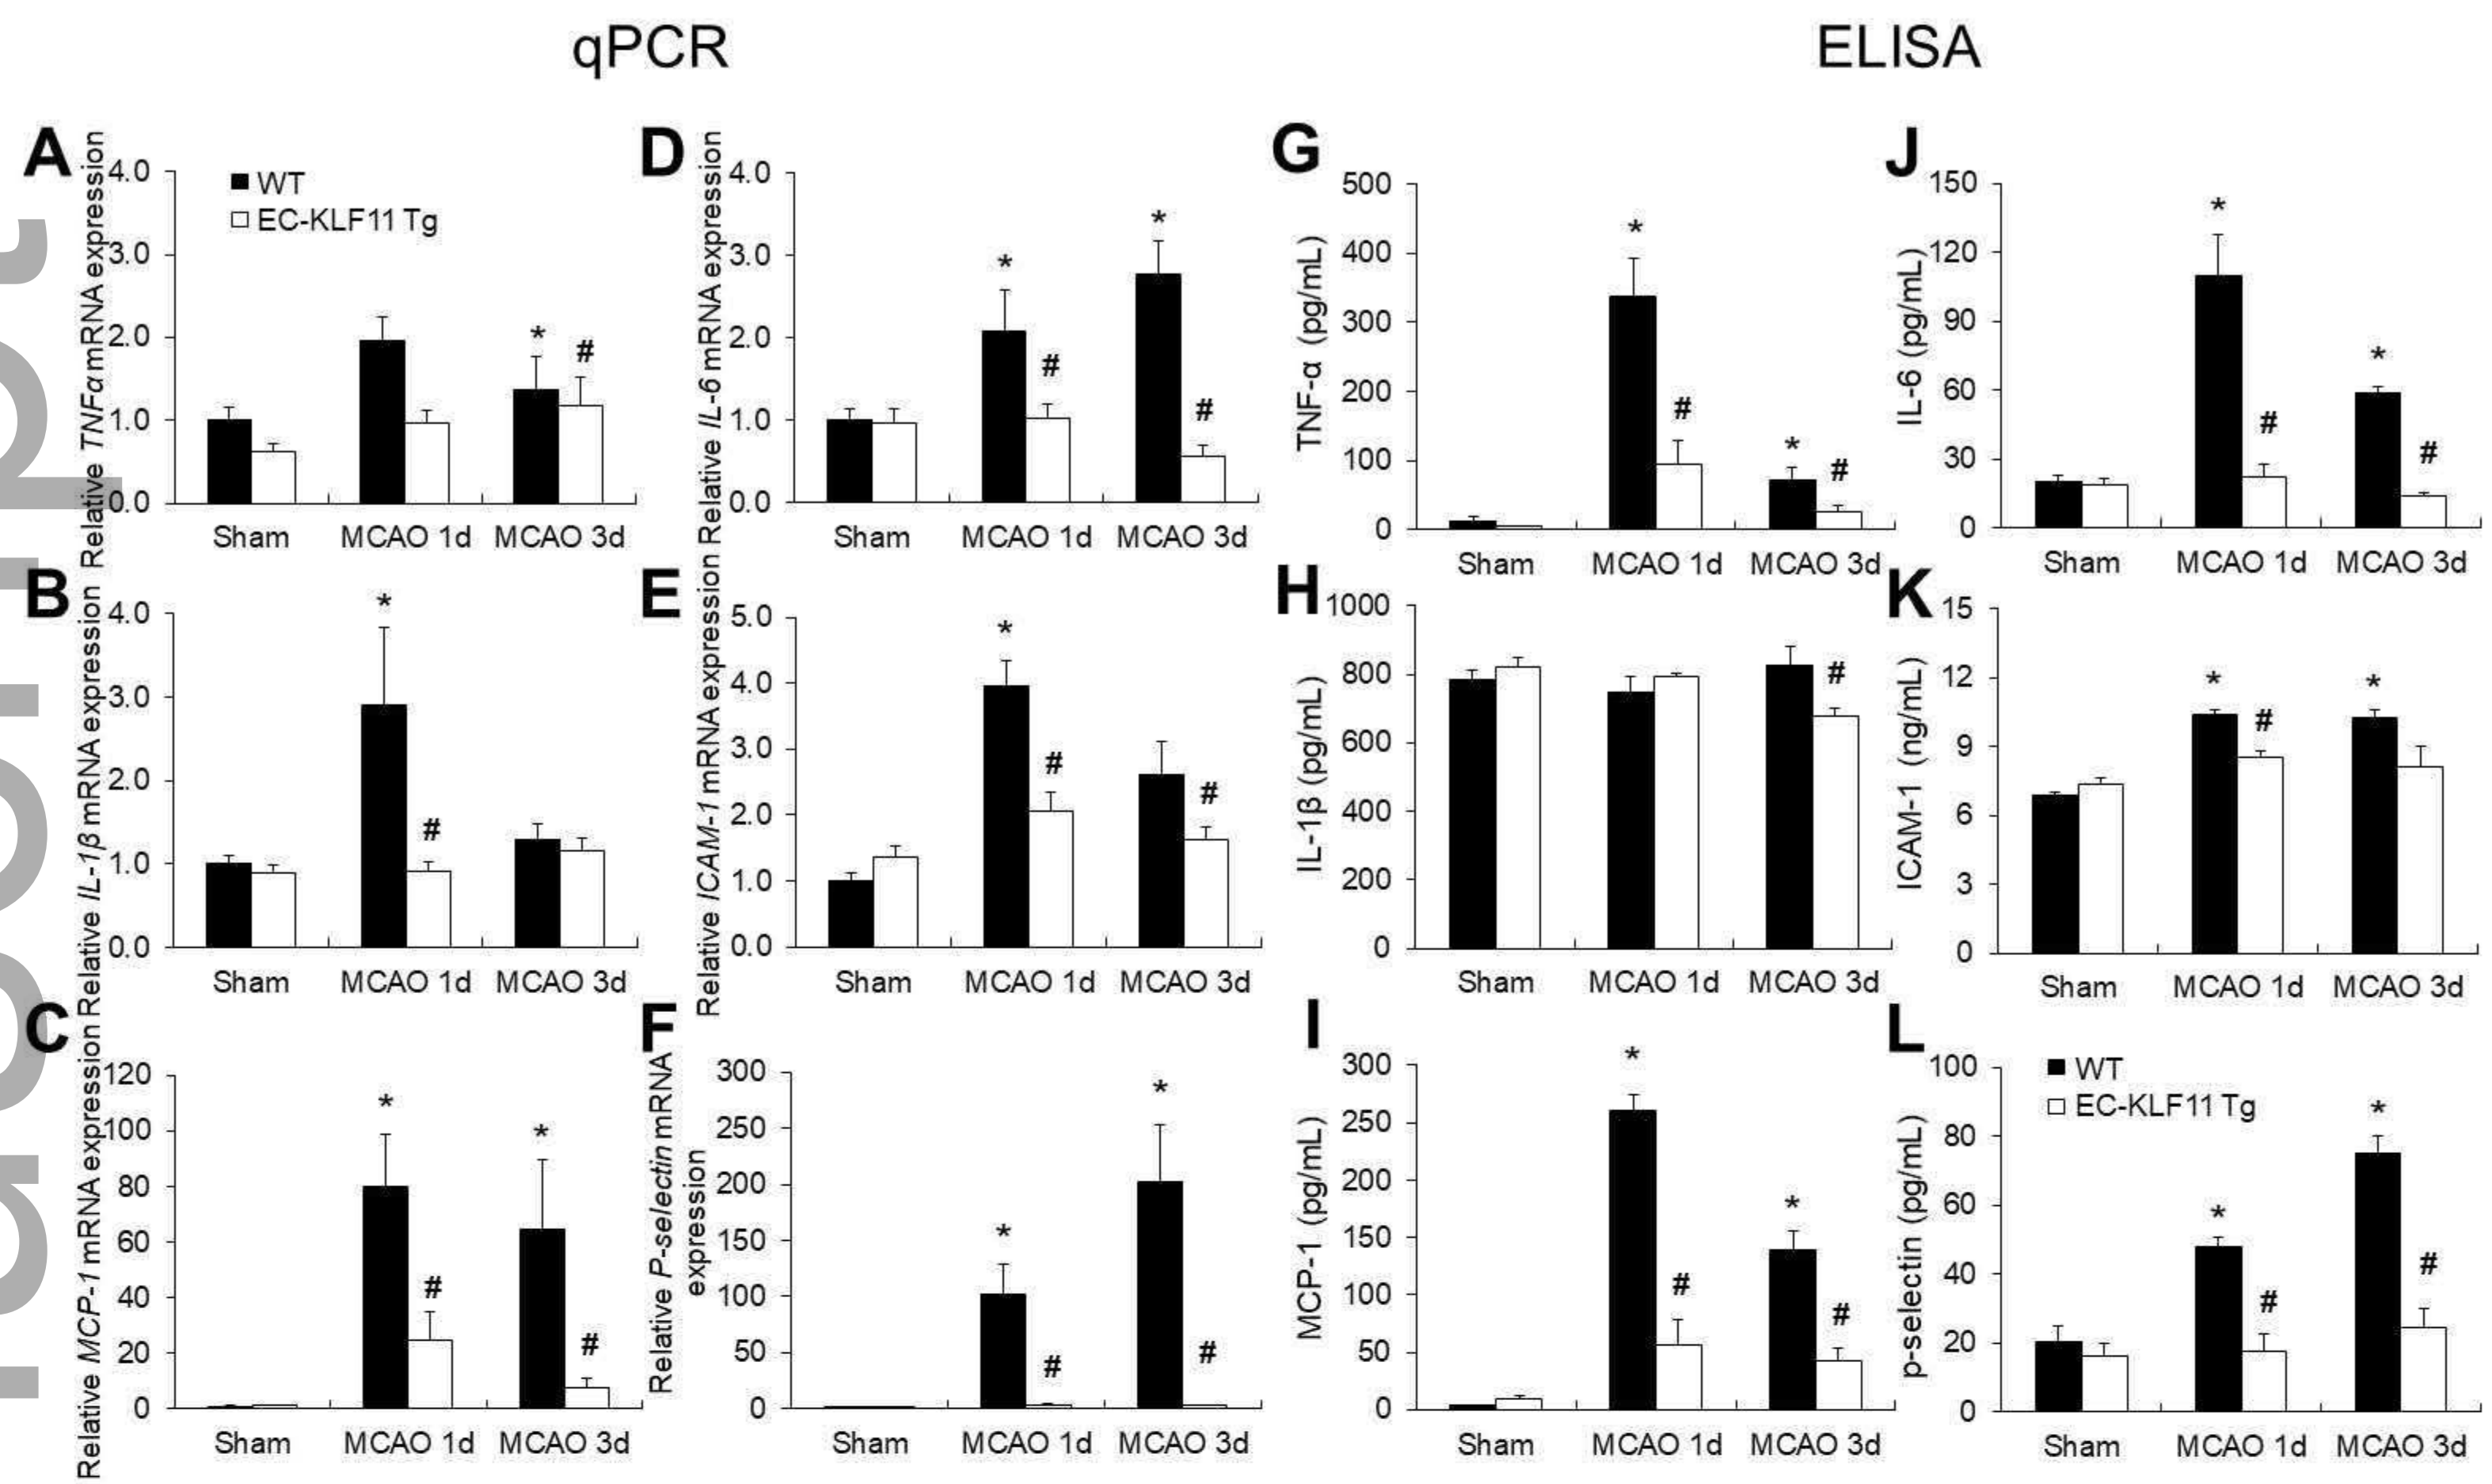 qPCR
ELISA
A
Relative TNFα mRNA expression
4.0
3.0
2.0
1.0
0.0
WT
EC-KLF11 Tg
*
#
Sham
MCAO 1d
MCAO 3d
D
Relative IL-6 mRNA expression
4.0
3.0
2.0
1.0
0.0
*
#
*
#
Sham
MCAO 1d
MCAO 3d
G
TNF-α (pg/mL)
500
400
300
200
100
0
*
#
*
#
Sham
MCAO 1d
MCAO 3d
J
IL-6 (pg/mL)
150
120
90
60
30
0
*
#
*
#
Sham
MCAO 1d
MCAO 3d
B
Relative IL-1β mRNA expression
4.0
3.0
2.0
1.0
0.0
*
#
Sham
MCAO 1d
MCAO 3d
E
Relative ICAM-1 mRNA expression
5.0
4.0
3.0
2.0
1.0
0.0
*
#
#
Sham
MCAO 1d
MCAO 3d
H
IL-1β (pg/mL)
1000
800
600
400
200
0
#
Sham
MCAO 1d
MCAO 3d
K
ICAM-1 (ng/mL)
15
12
9
6
3
0
*
#
*
Sham
MCAO 1d
MCAO 3d
C
Relative MCP-1 mRNA expression
120
100
80
60
40
20
0
*
#
*
#
Sham
MCAO 1d
MCAO 3d
F
Relative P-selectin mRNA
expression
300
250
200
150
100
50
0
*
#
*
#
Sham
MCAO 1d
MCAO 3d
I
MCP-1 (pg/mL)
300
250
200
150
100
50
0
*
#
*
#
Sham
MCAO 1d
MCAO 3d
L
p-selectin (pg/mL)
100
80
60
40
20
0
WT
EC-KLF11 Tg
*
#
*
#
Sham
MCAO 1d
MCAO 3d